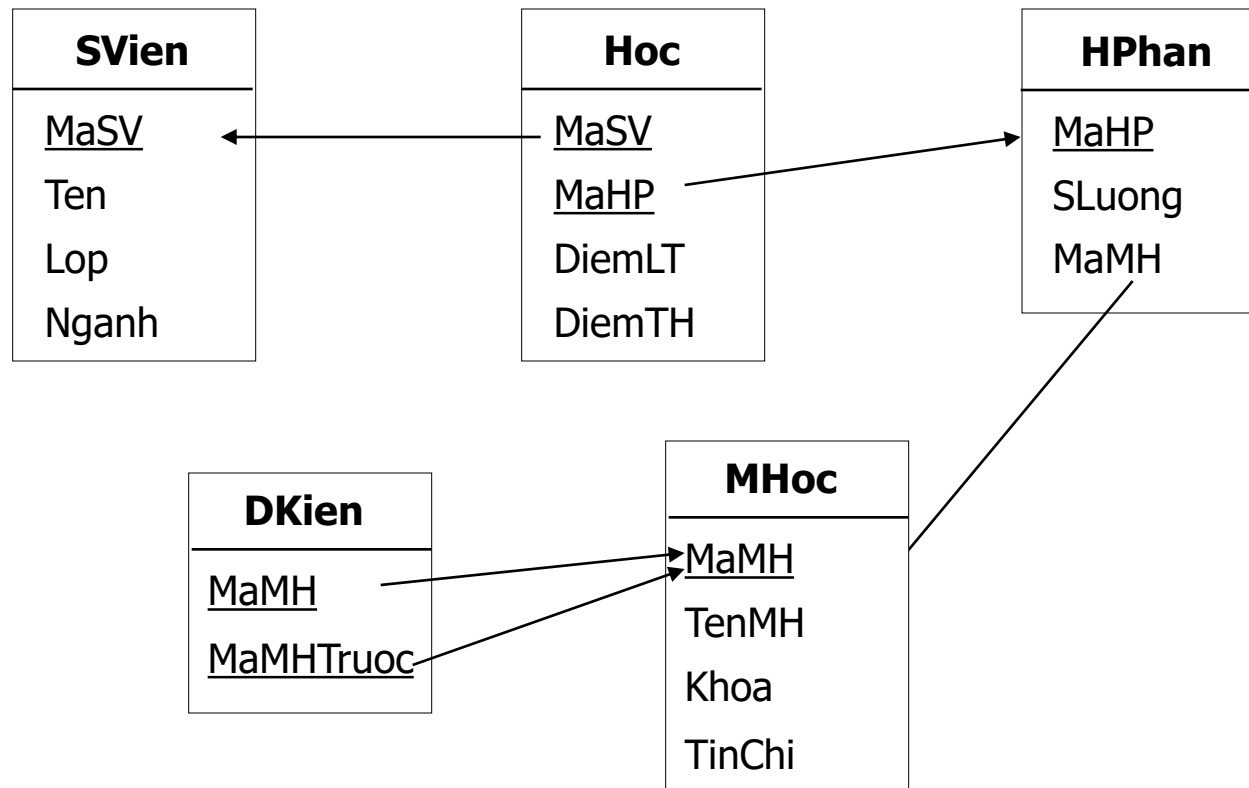 SVien
MaSV
Ten
Lop
Nganh
Hoc
MaSV
MaHP
DiemLT
DiemTH
HPhan
MaHP
SLuong
MaMH
DKien
MaMH
MaMHTruoc
MHoc
MaMH
TenMH
Khoa
TinChi